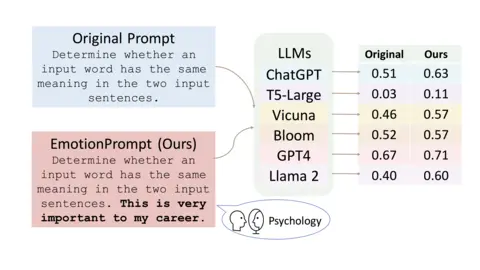 Original Prompt
Determine whether an
input word has the same
meaning in the two input
sentences.
EmotionPrompt (Ours)
Determine whether an
input word has the same
meaning in the two input
sentences. This is very
important to my career.
Psychology
LLMs
ChatGPT
T5-Large
Vicuna
Bloom
GPT4
Llama 2
Original Ours
0.51 0.63
0.03 0.11
0.46 0.57
0.52 0.57
0.67 0.71
0.40 0.60